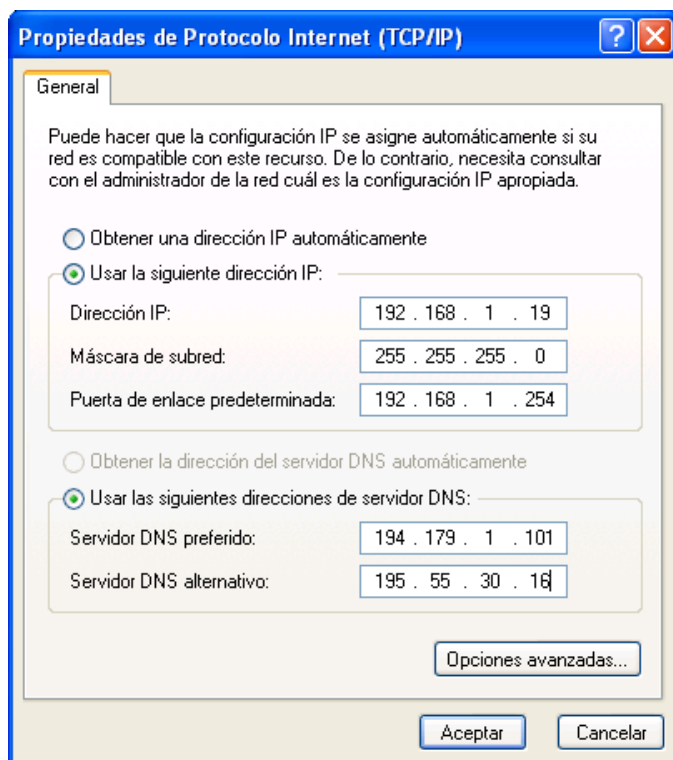 Propiedades de Protocolo Internet (TCP/IP)
General
Puede hacer que la configuración IP se asigne automáticamente si su
red es compatible con este recurso. De lo contrario, necesita consultar
con el administrador de la red cuál es la configuración IP apropiada.
Obtener una dirección IP automáticamente
Usar la siguiente dirección IP:
Dirección IP: 192 . 168 . 1 . 19
Máscara de subred: 255 . 255 . 255 . 0
Puerta de enlace predeterminada: 192 . 168 . 1 . 254
Obtener la dirección del servidor DNS automáticamente
Usar las siguientes direcciones de servidor DNS:
Servidor DNS preferido: 194 . 179 . 1 . 101
Servidor DNS alternativo: 195 . 55 . 30 . 16
Opciones avanzadas...
Aceptar Cancelar